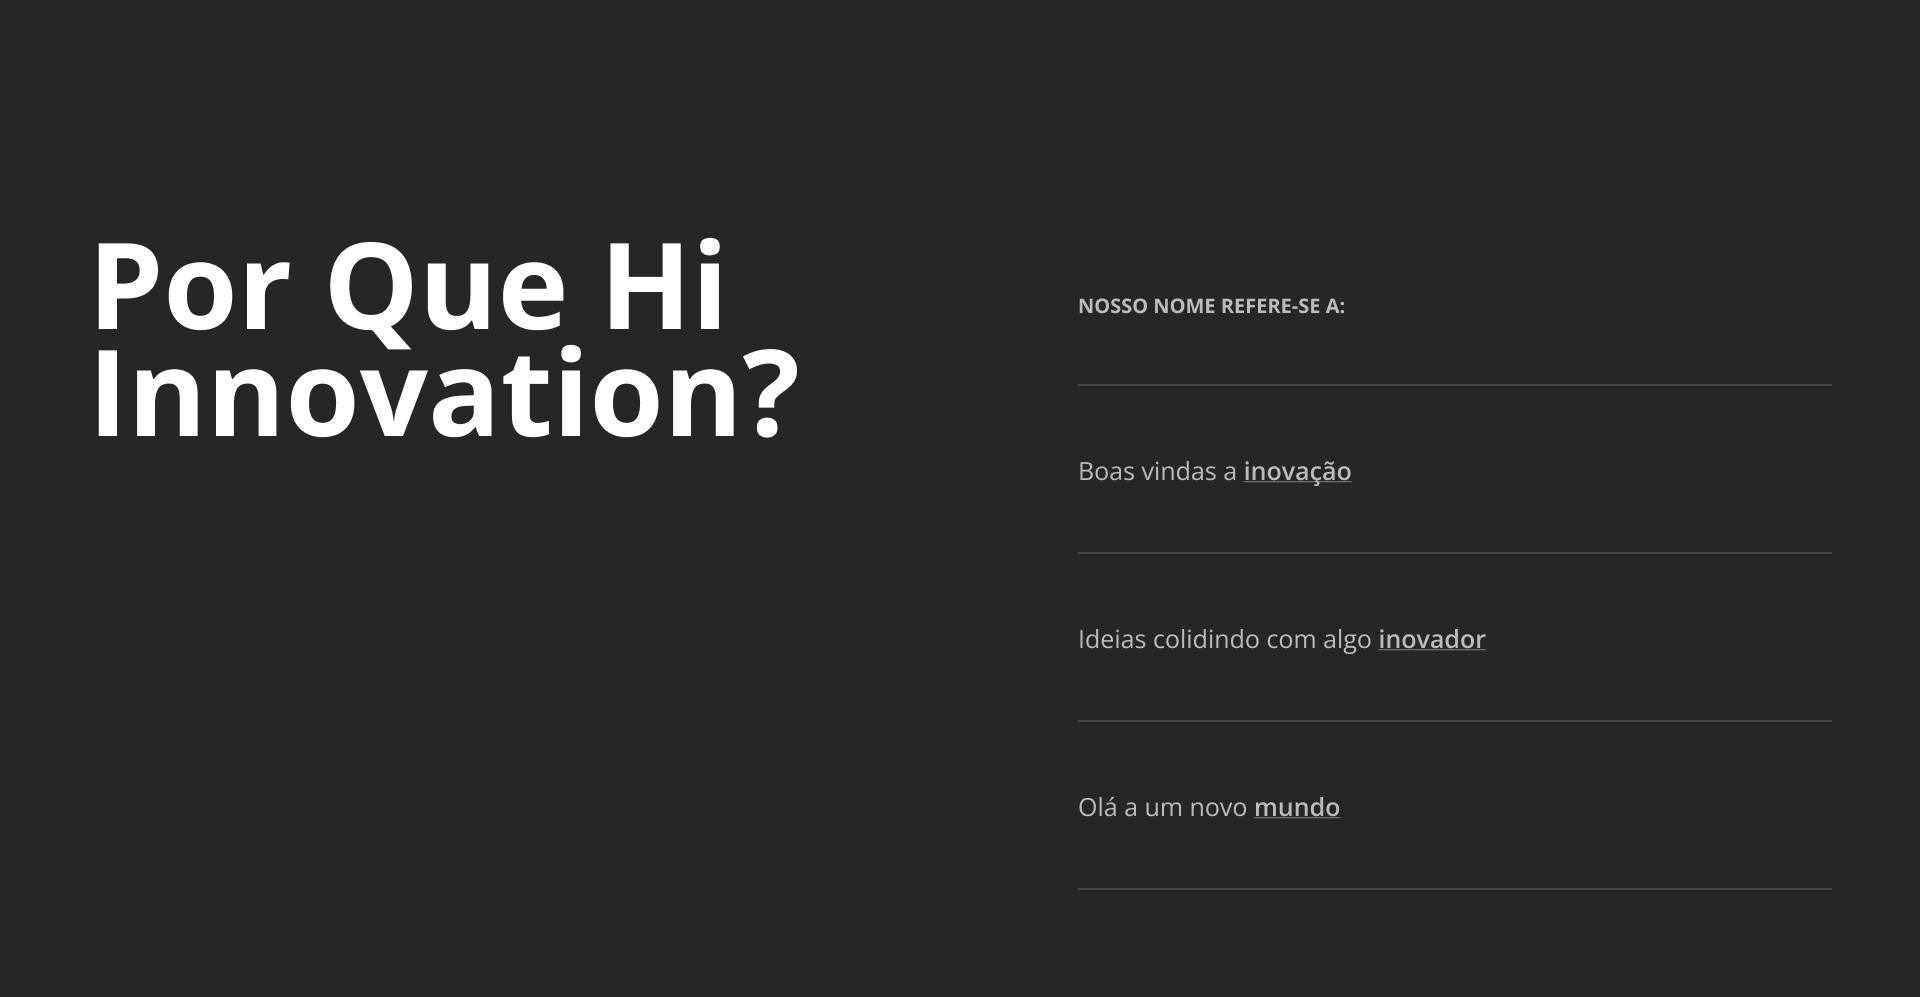 Por Que Hi
Innovation?
NOSSO NOME REFERE-SE A:
Boas vindas a inovação
Ideias colidindo com algo inovador
Olá a um novo mundo